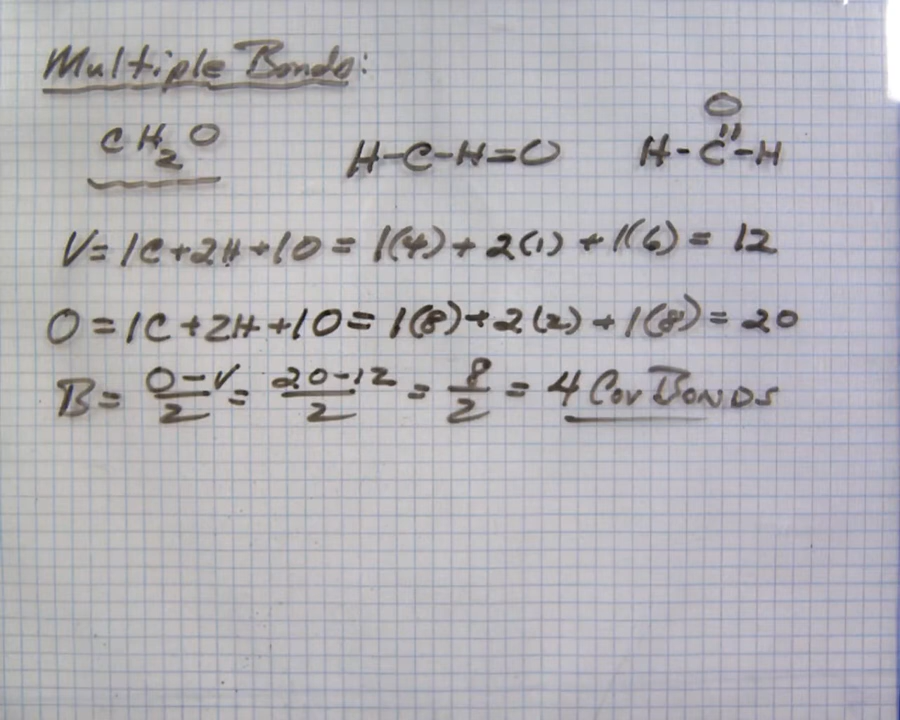 Multiple Bonds:
CH₂O H-C-H=O H-C-H
O
"
V = 1C + 2H + 1O = 1(4) + 2(1) + 1(6) = 12
O = 1C + 2H + 1O = 1(8) + 2(2) + 1(8) = 20
B = O-V/2 = 20-12/2 = 8/2 = 4 Cov Bonds